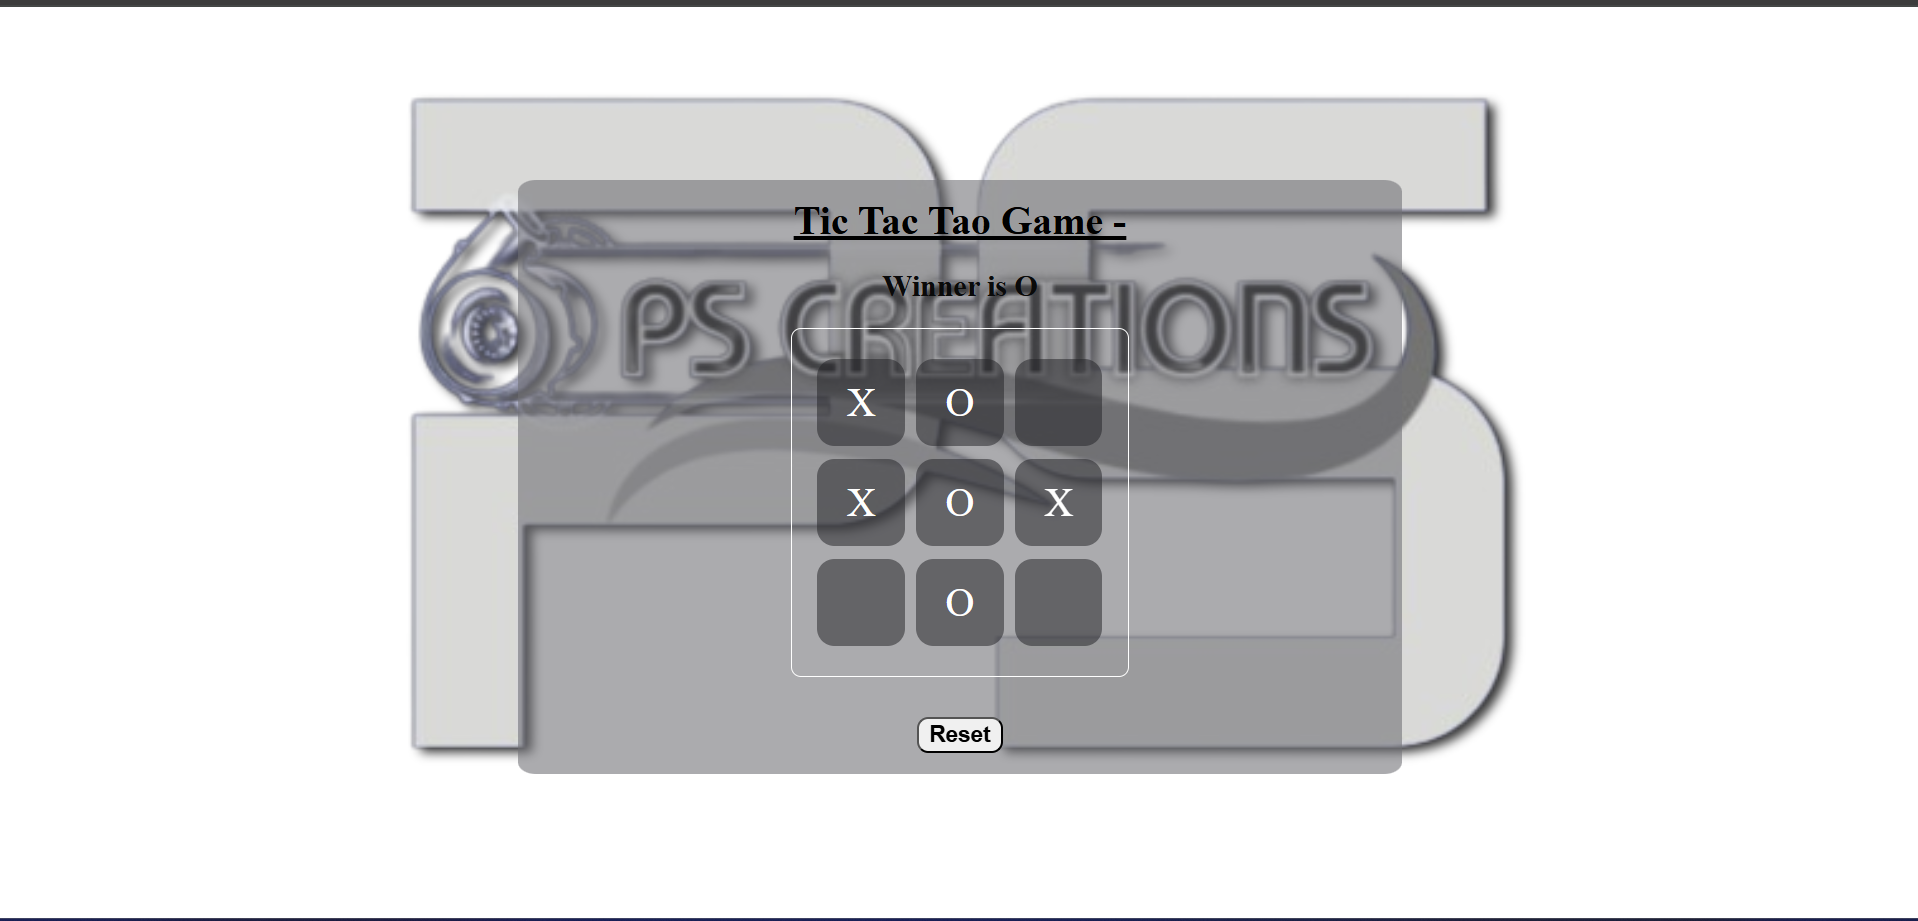 Tic Tac Tao Game -
Winner is O
PS CREATIONS
X O
X O X
O
Reset